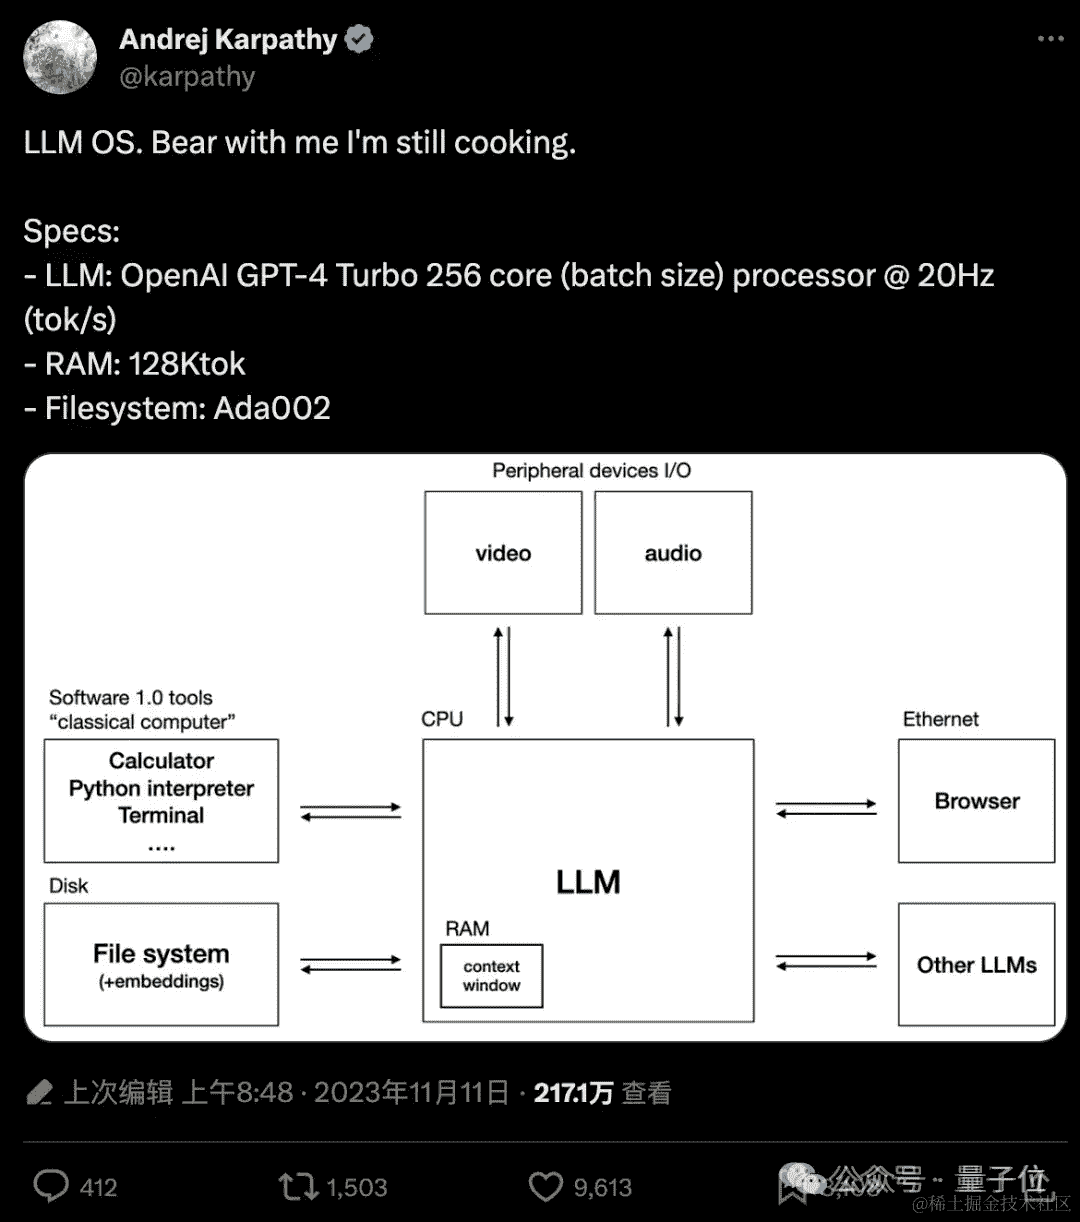 Andrej Karpathy
@karpathy
LLM OS. Bear with me I'm still cooking.
Specs:
- LLM: OpenAI GPT-4 Turbo 256 core (batch size) processor @ 20Hz
(tok/s)
- RAM: 128Ktok
- Filesystem: Ada002
Peripheral devices I/O
video
audio
Software 1.0 tools
“classical computer”
CPU
Ethernet
Calculator
Python interpreter
Terminal
....
Browser
LLM
Disk
File system
(+embeddings)
RAM
context
window
Other LLMs
上次编辑 上午8:48 · 2023年11月11日 · 217.1万 查看
412
1,503
9,613
公众号 · 量子位
@稀土掘金技术社区